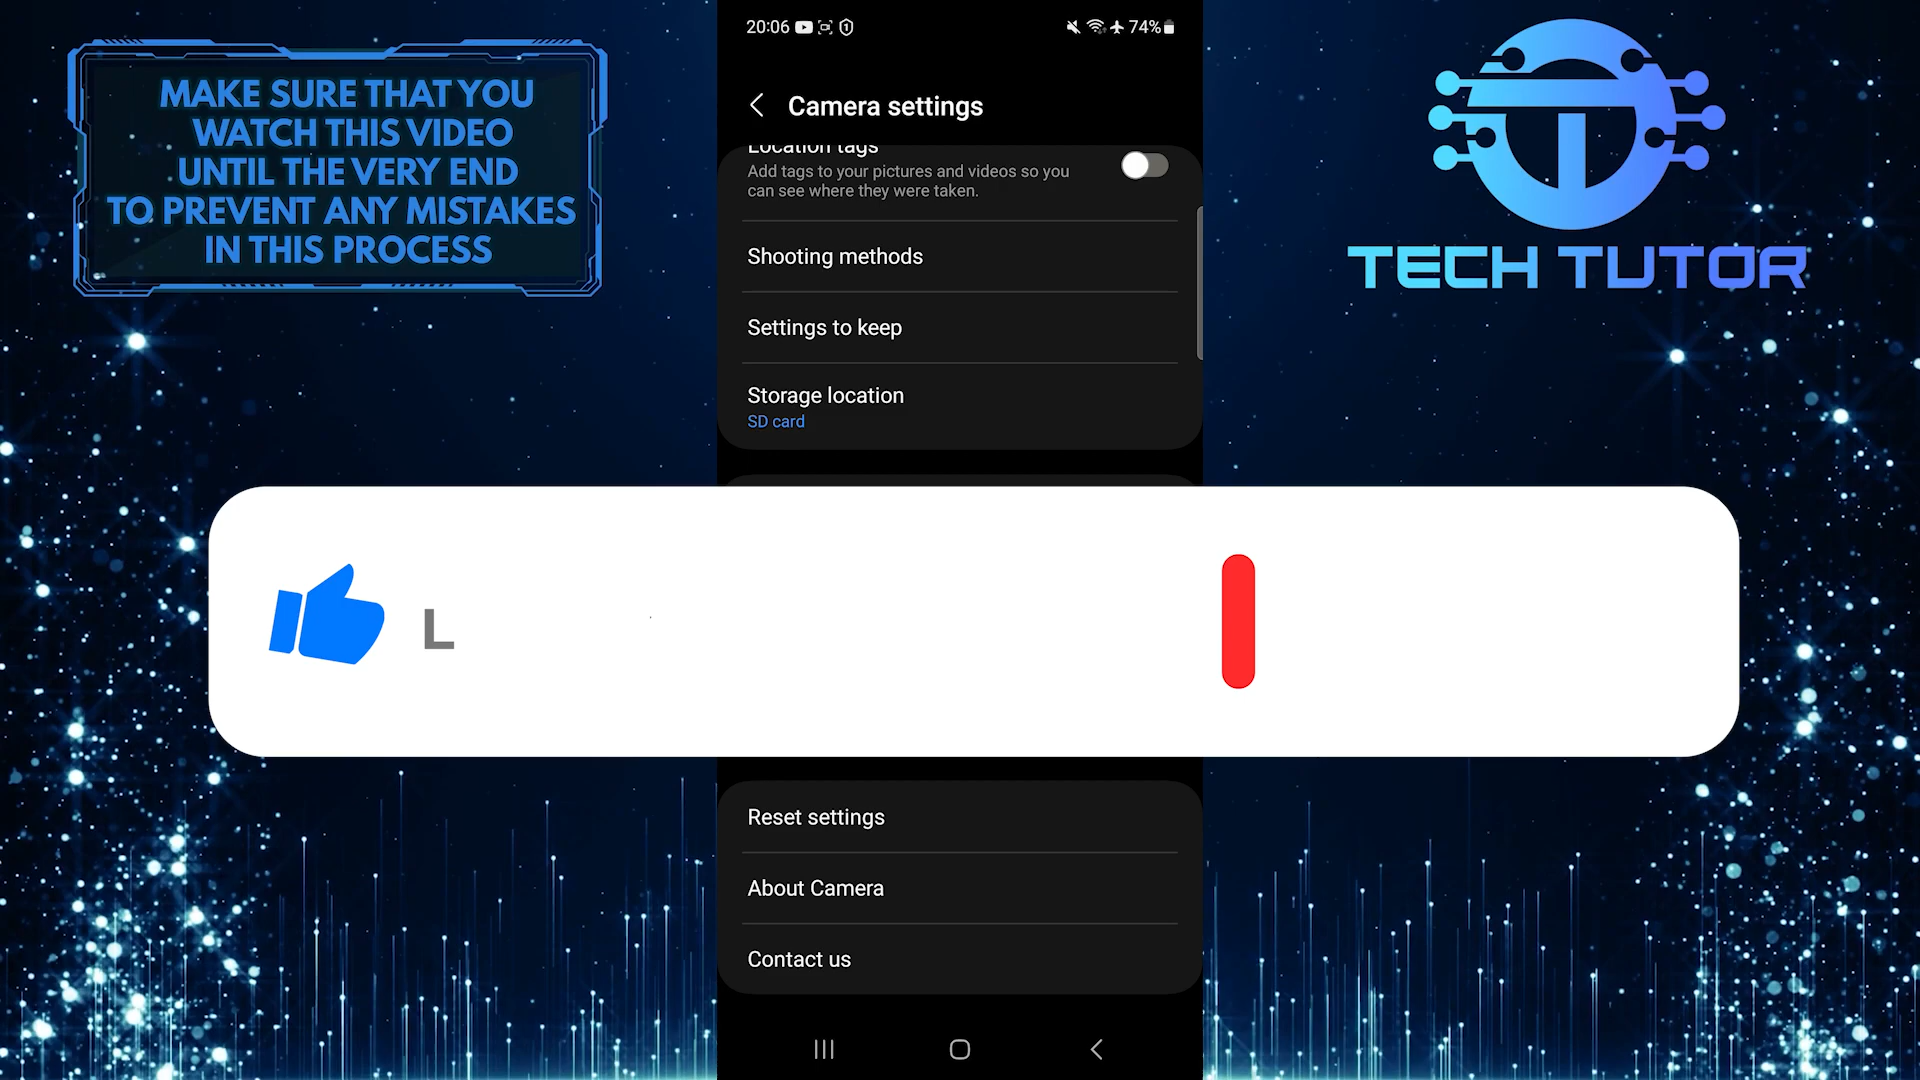 MAKE SURE THAT YOU
WATCH THIS VIDEO
UNTIL THE VERY END
TO PREVENT ANY MISTAKES
IN THIS PROCESS
20:06
74%
Camera settings
Location tags
Add tags to your pictures and videos so you
can see where they were taken.
Shooting methods
Settings to keep
Storage location
SD card
L
Reset settings
About Camera
Contact us
TECH TUTOR